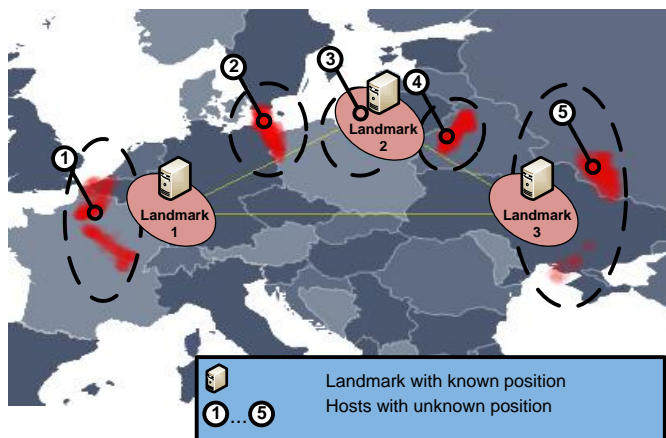 3
2
4
5
1
Landmark
2
Landmark
1
Landmark
3
Landmark with known position
1...5
Hosts with unknown position